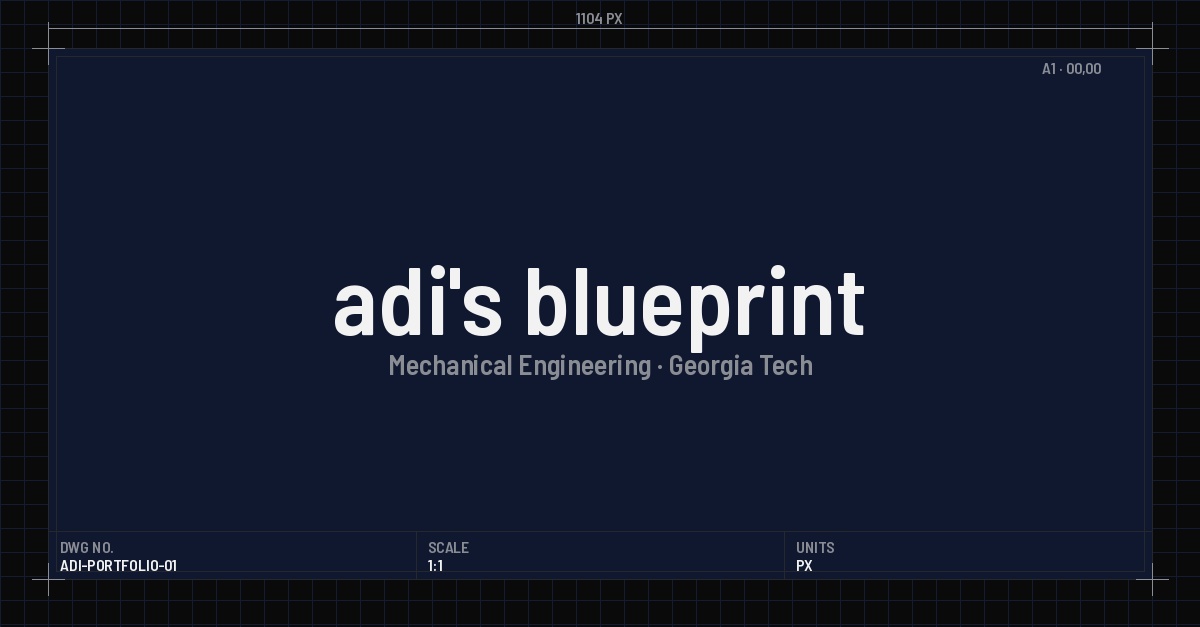 1104 PX
A1 · 00,00
adi's blueprint
Mechanical Engineering · Georgia Tech
DWG NO.
ADI-PORTFOLIO-01
SCALE
1:1
UNITS
PX